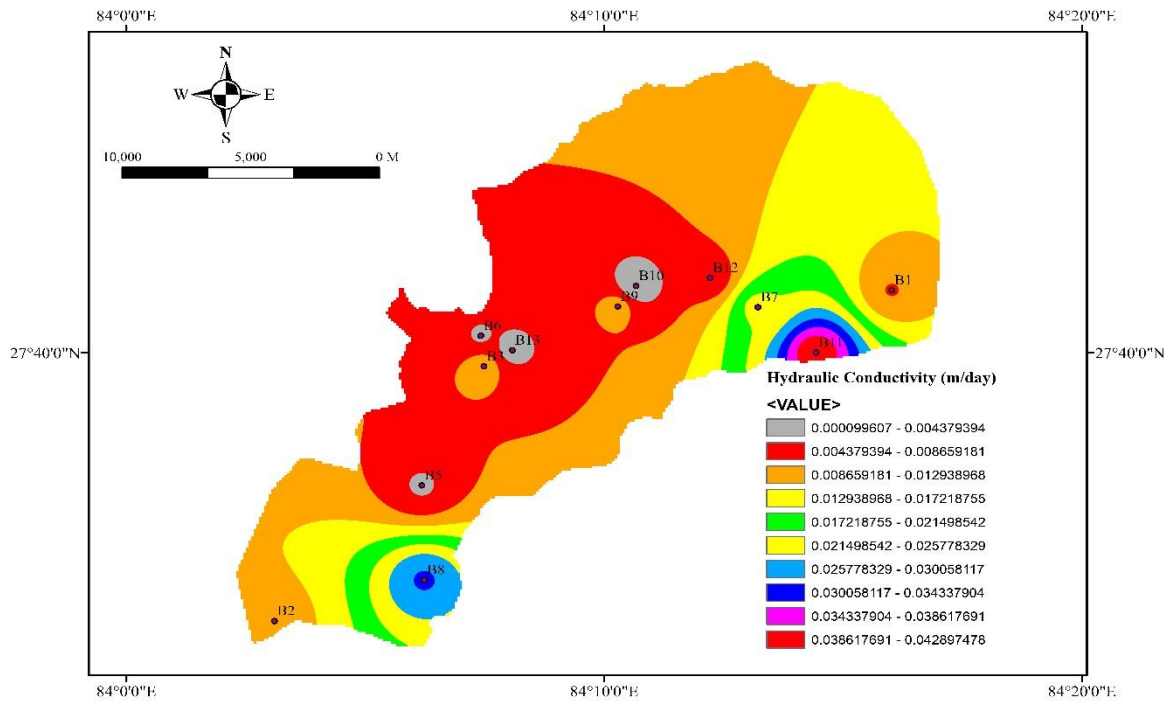 84°0'0"E 84°10'0"E 84°20'0"E
N
W E
S
10,000 5,000 0 M
B10
B12
B1
B9
B7
B6
B13
B3
B11
27°40'0"N 27°40'0"N
Hydraulic Conductivity (m/day)
<VALUE>
0.000099607 - 0.004379394
0.004379394 - 0.008659181
0.008659181 - 0.012938968
0.012938968 - 0.017218755
0.017218755 - 0.021498542
0.021498542 - 0.025778329
0.025778329 - 0.030058117
0.030058117 - 0.034337904
0.034337904 - 0.038617691
0.038617691 - 0.042897478
B5
B8
B2
84°0'0"E 84°10'0"E 84°20'0"E